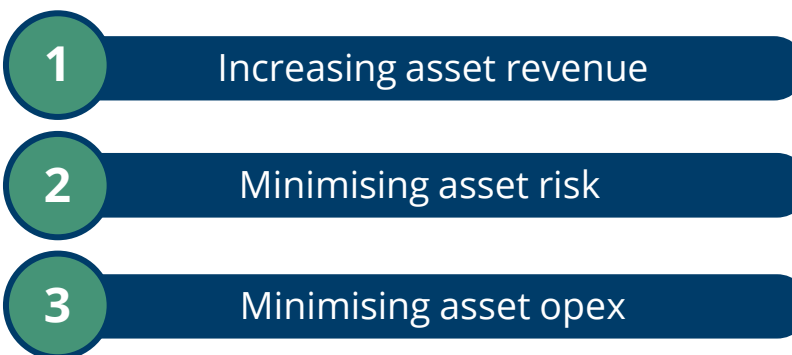 1
Increasing asset revenue
2
Minimising asset risk
3
Minimising asset opex